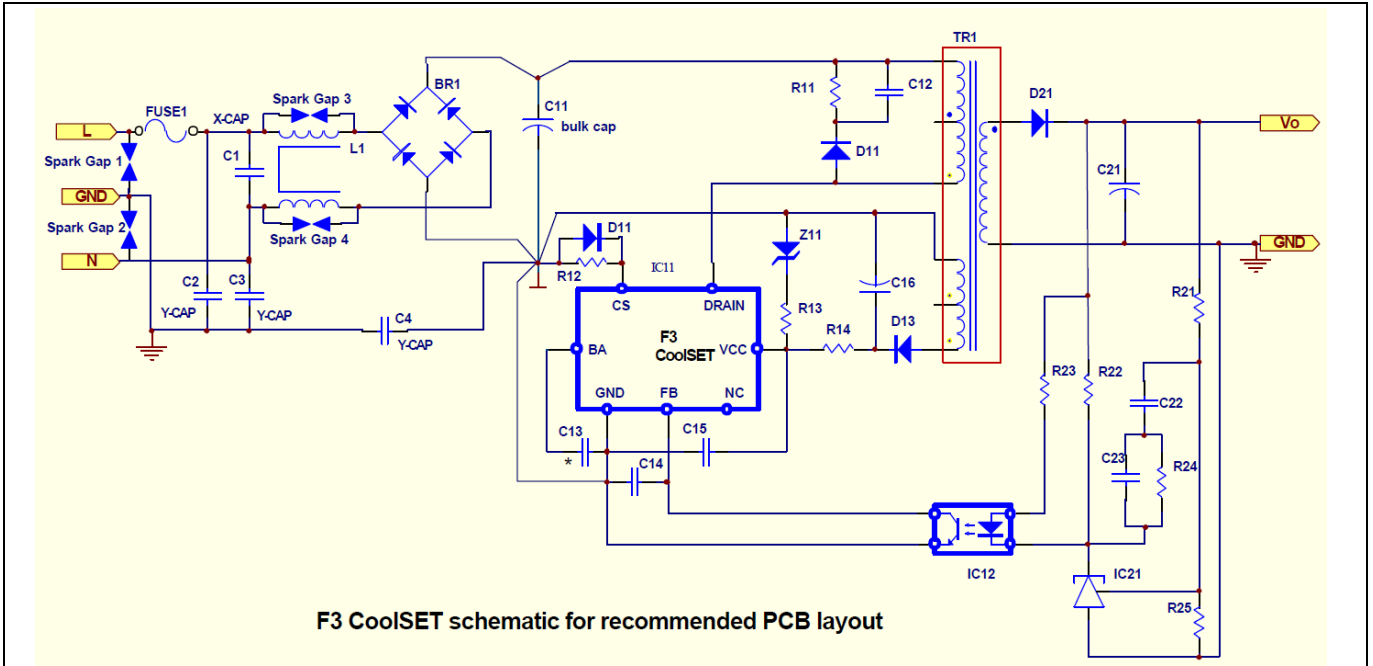 TR1
BR1
Spark Gap 3
FUSE1
X-CAP
C11
bulk cap
R11
C12
D21
L
Vo
Spark Gap 1
C1
L1
D11
C21
GND
Spark Gap 2
Spark Gap 4
D11
Z11
GND
N
R12
IC11
C16
C2
C3
CS
DRAIN
R21
Y-CAP
Y-CAP
C4
Y-CAP
F3
CoolSET
R13
R14
D13
BA
VCC
R23
R22
GND
FB
NC
C22
C13
C15
*
C14
C23
R24
IC12
IC21
R25
F3 CoolSET schematic for recommended PCB layout